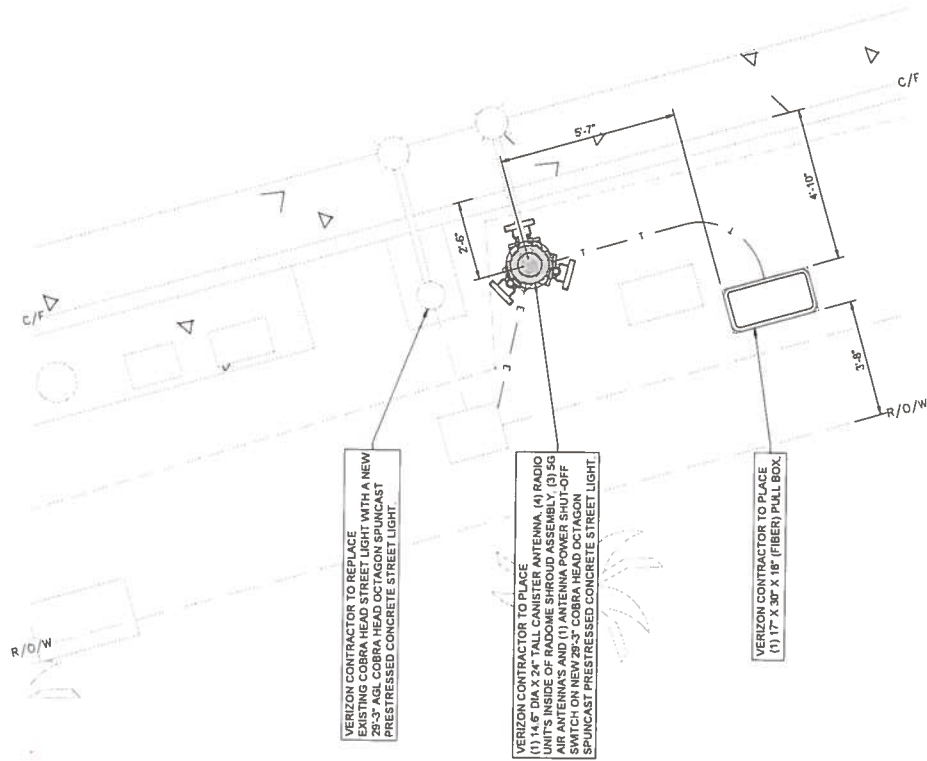 C/F
R/O/W
VERIZON CONTRACTOR TO REPLACE
EXISTING COBRA HEAD STREET LIGHT WITH A NEW
29'-3" AGL COBRA HEAD OCTAGON SPUNCAST
PRESTRESSED CONCRETE STREET LIGHT.
2'-6"
E
E
VERIZON CONTRACTOR TO PLACE
(1) 14.6" DIA X 24" TALL CANISTER ANTENNA, (4) RADIO
UNIT'S INSIDE OF RADOME SHROUD ASSEMBLY, (3) 5G
AIR ANTENNA'S AND (1) ANTENNA POWER SHUT-OFF
SWITCH ON NEW 29'-3" COBRA HEAD OCTAGON
SPUNCAST PRESTRESSED CONCRETE STREET LIGHT.
5'-7"
T
T
T
VERIZON CONTRACTOR TO PLACE
(1) 17" X 30" X 18" (FIBER) PULL BOX.
4'-10"
3'-8"
C/F
R/O/W